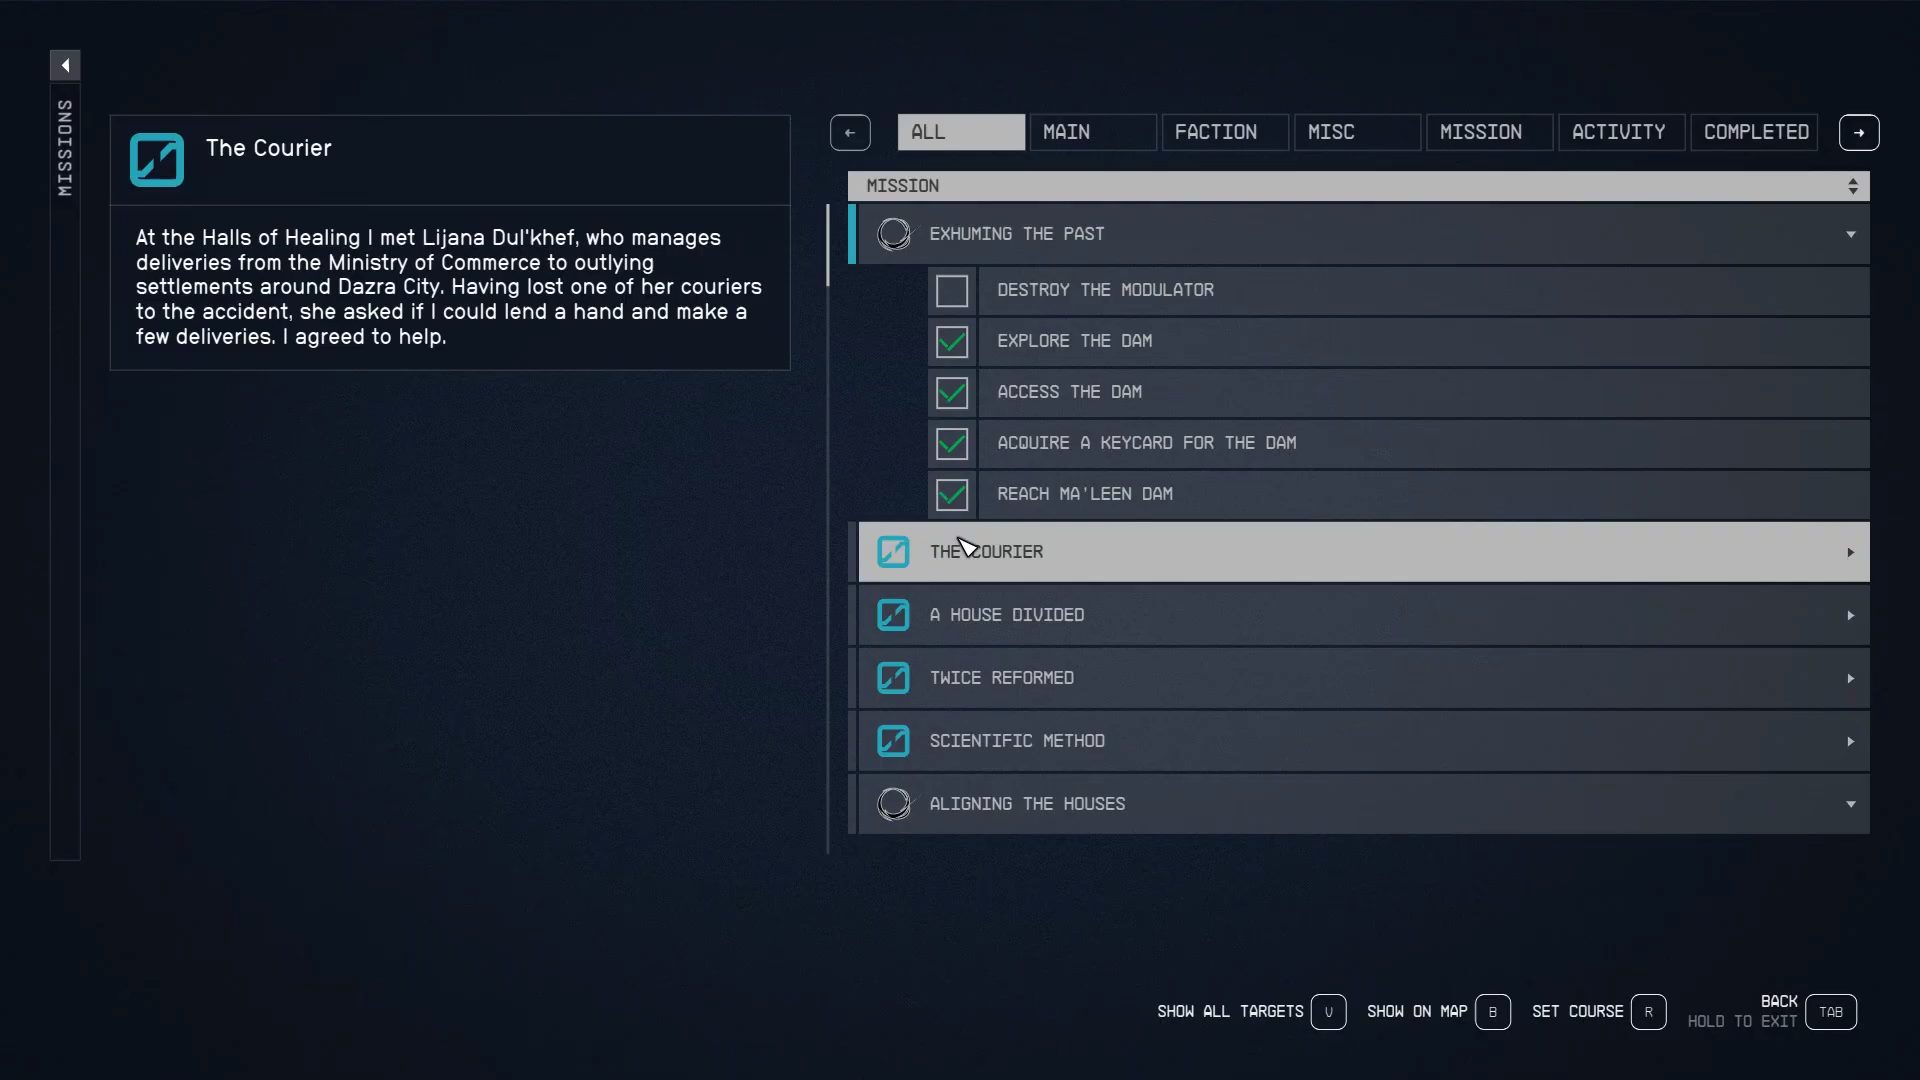 MISSIONS
The Courier
At the Halls of Healing I met Lijana Dul'khef, who manages
deliveries from the Ministry of Commerce to outlying
settlements around Dazra City. Having lost one of her couriers
to the accident, she asked if I could lend a hand and make a
few deliveries. I agreed to help.
ALL MAIN FACTION MISC MISSION ACTIVITY COMPLETED
MISSION
EXHUMING THE PAST
DESTROY THE MODULATOR
EXPLORE THE DAM
ACCESS THE DAM
ACQUIRE A KEYCARD FOR THE DAM
REACH MA'LEEN DAM
THE COURIER
A HOUSE DIVIDED
TWICE REFORMED
SCIENTIFIC METHOD
ALIGNING THE HOUSES
SHOW ALL TARGETS V SHOW ON MAP B SET COURSE R BACK TAB
HOLD TO EXIT